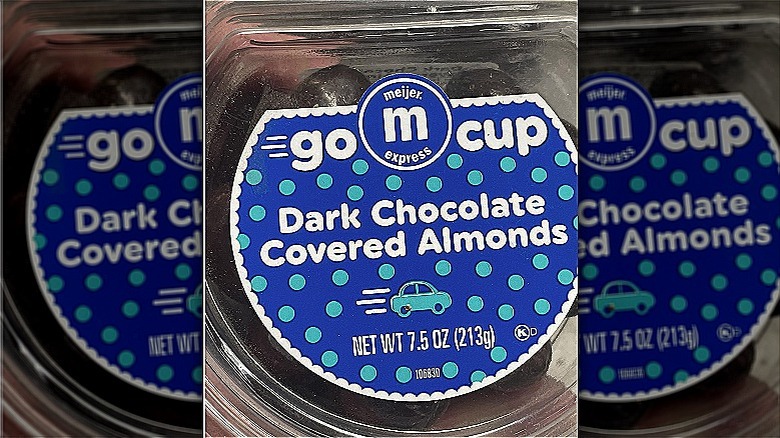 meijer.
go m cup
express
Dark Chocolate
Covered Almonds
NET WT 7.5 OZ (213g) K D
106830